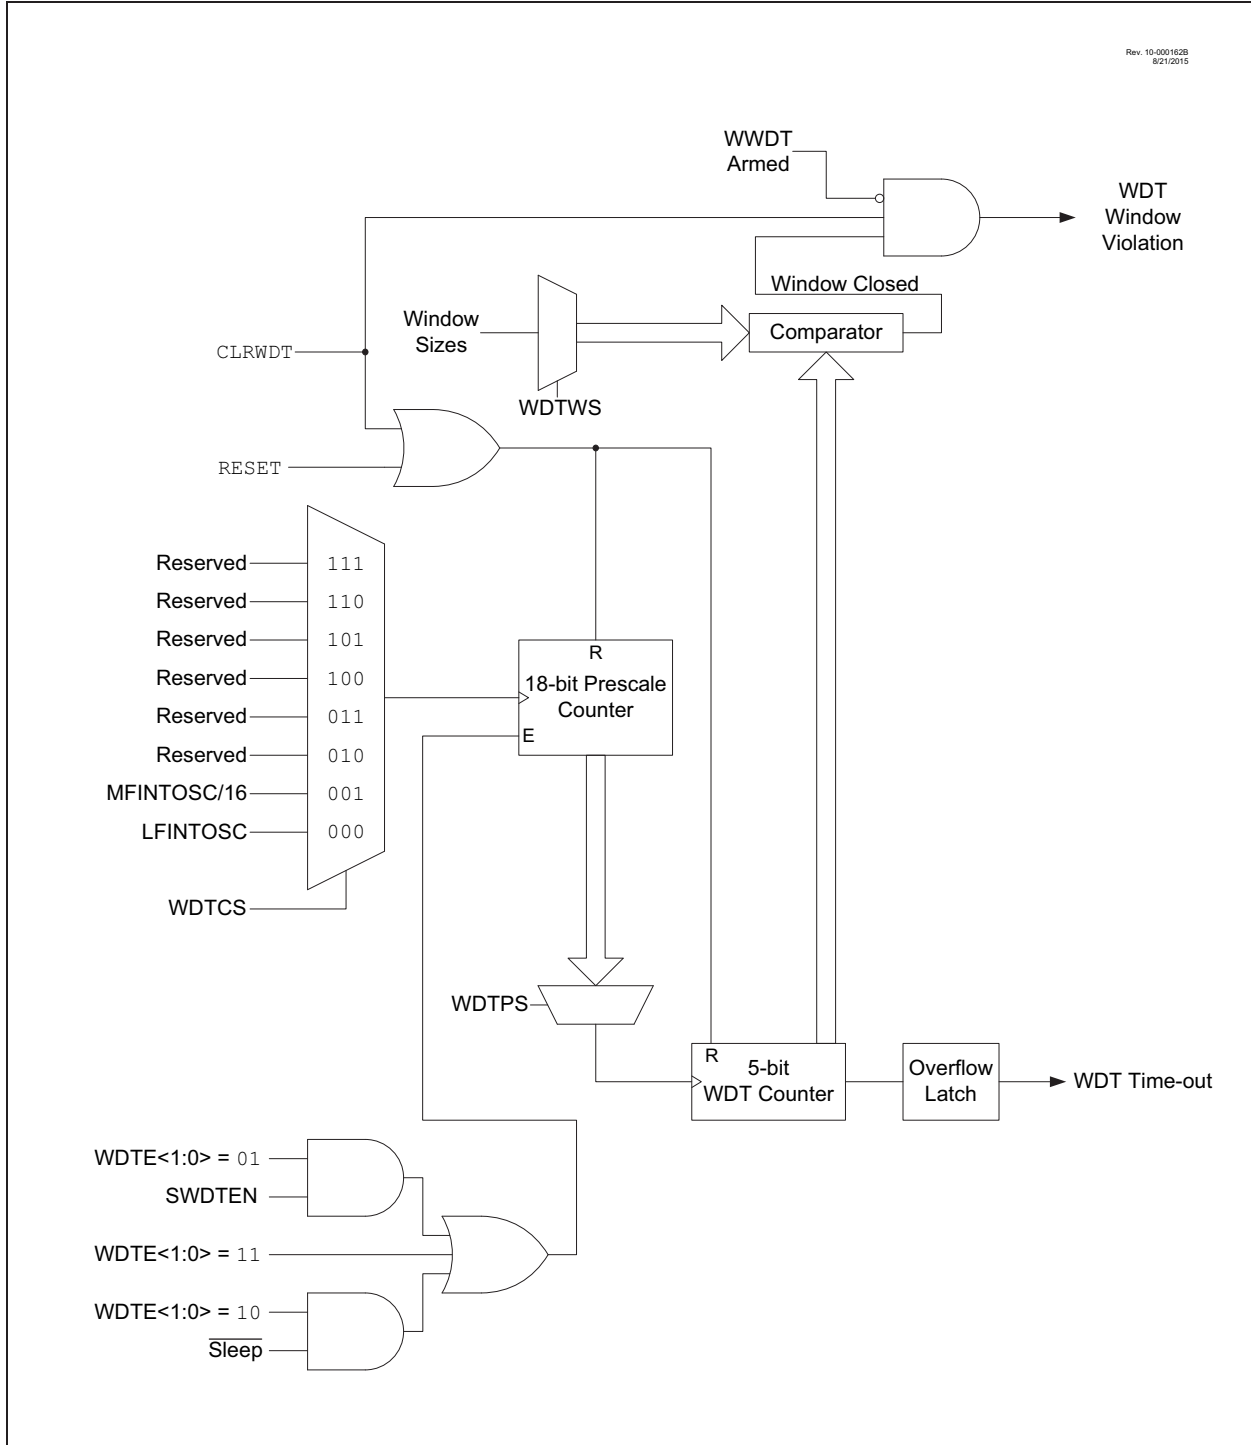 Rev. 10-000162B
8/21/2015
WWDT
Armed
WDT
Window
Violation
Window Closed
Window
Sizes
Comparator
CLRWDT
WDTWS
RESET
Reserved 111
Reserved 110
Reserved 101
Reserved 100
Reserved 011
Reserved 010
MFINTOSC/16 001
LFINTOSC 000
WDTCS
R
18-bit Prescale
Counter
E
WDTPS
R
5-bit
WDT Counter
Overflow
Latch
WDT Time-out
WDTE<1:0> = 01
SWDTEN
WDTE<1:0> = 11
WDTE<1:0> = 10
S̅l̅e̅e̅p̅